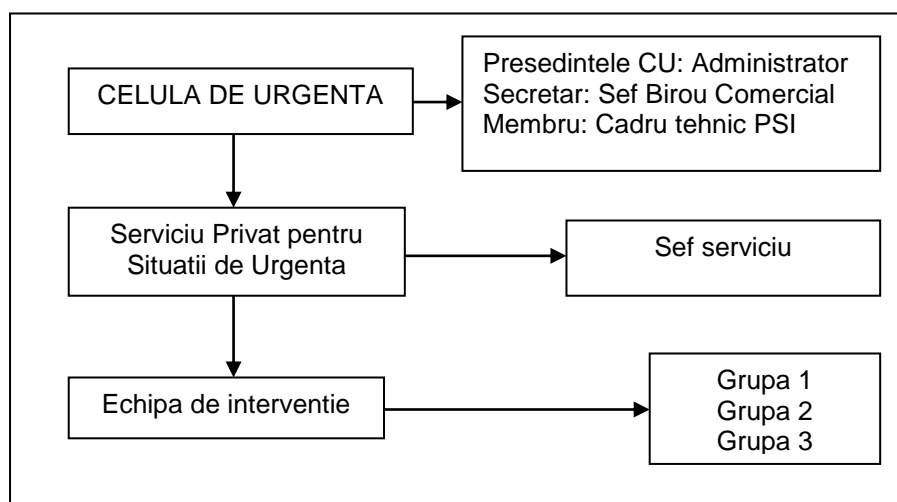 CELULA DE URGENTA
Presedintele CU: Administrator
Secretar: Sef Birou Comercial
Membru: Cadru tehnic PSI
Serviciu Privat pentru
Situatii de Urgenta
Sef serviciu
Echipa de interventie
Grupa 1
Grupa 2
Grupa 3